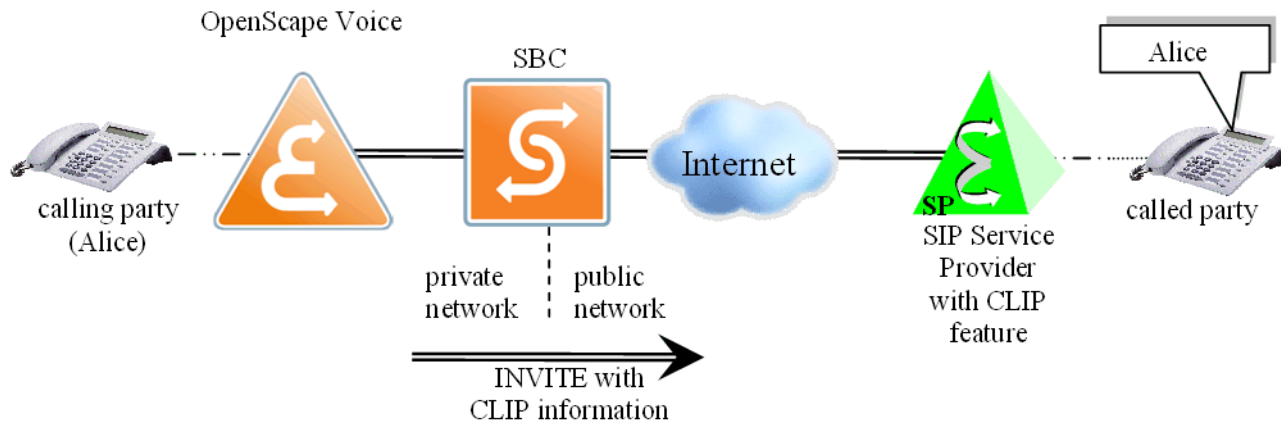 OpenScape Voice
SBC
Alice
Internet
calling party
(Alice)
SP
SIP Service
Provider
with CLIP
feature
called party
private
network
public
network
INVITE with
CLIP information